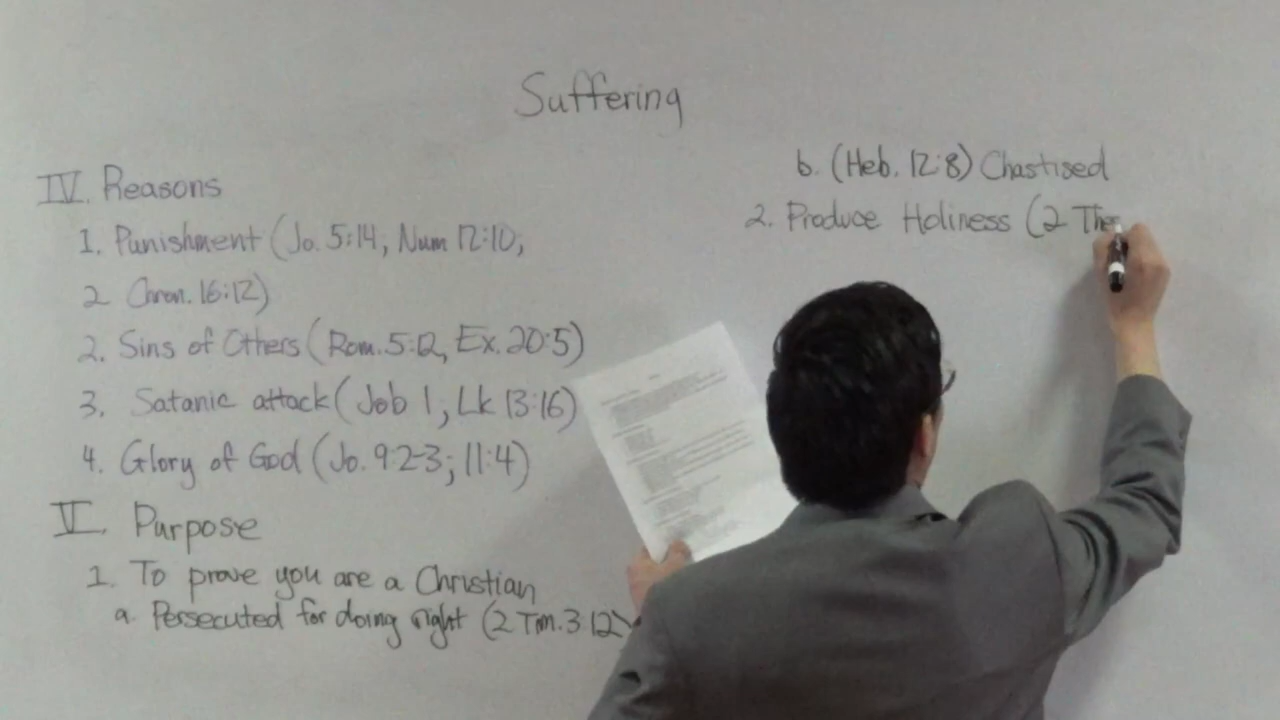 Suffering
IV. Reasons
1. Punishment (Jo. 5:14, Num 12:10,
2 Chron. 16:12)
2. Sins of Others (Rom. 5:12, Ex. 20:5)
3. Satanic attack (Job 1, Lk 13:16)
4. Glory of God (Jo. 9:2-3; 11:4)
V. Purpose
1. To prove you are a Christian
a. Persecuted for doing right (2 Tm. 3:12)
b. (Heb. 12:8) Chastised
2. Produce Holiness (2 Thes